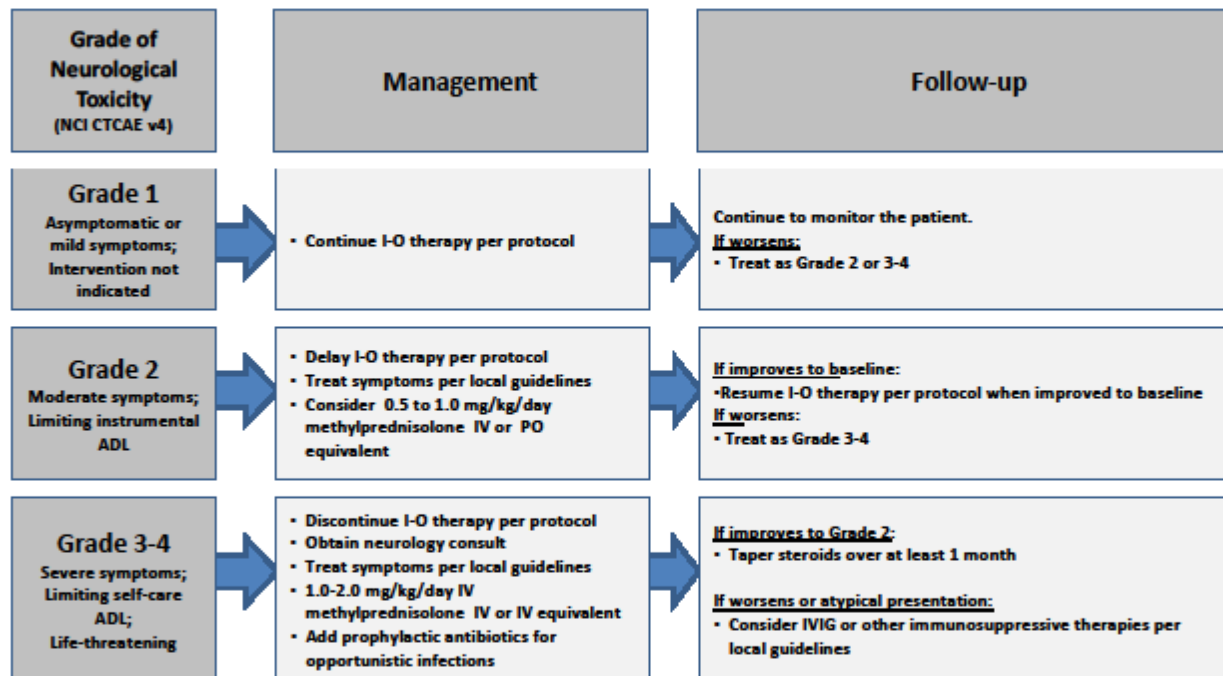 Grade of
Neurological
Toxicity
(NCI CTCAE v4)
Management
Follow-up
Grade 1
Asymptomatic or
mild symptoms;
Intervention not
indicated
▪ Continue I-O therapy per protocol
Continue to monitor the patient.
If worsens:
▪ Treat as Grade 2 or 3-4
Grade 2
Moderate symptoms;
Limiting instrumental
ADL
▪ Delay I-O therapy per protocol
▪ Treat symptoms per local guidelines
▪ Consider 0.5 to 1.0 mg/kg/day
methylprednisolone IV or PO
equivalent
If improves to baseline:
▪Resume I-O therapy per protocol when improved to baseline
If worsens:
▪ Treat as Grade 3-4
Grade 3-4
Severe symptoms;
Limiting self-care
ADL;
Life-threatening
▪ Discontinue I-O therapy per protocol
▪ Obtain neurology consult
▪ Treat symptoms per local guidelines
▪ 1.0-2.0 mg/kg/day IV
methylprednisolone IV or IV equivalent
▪ Add prophylactic antibiotics for
opportunistic infections
If improves to Grade 2:
▪ Taper steroids over at least 1 month
If worsens or atypical presentation:
▪ Consider IVIG or other immunosuppressive therapies per
local guidelines